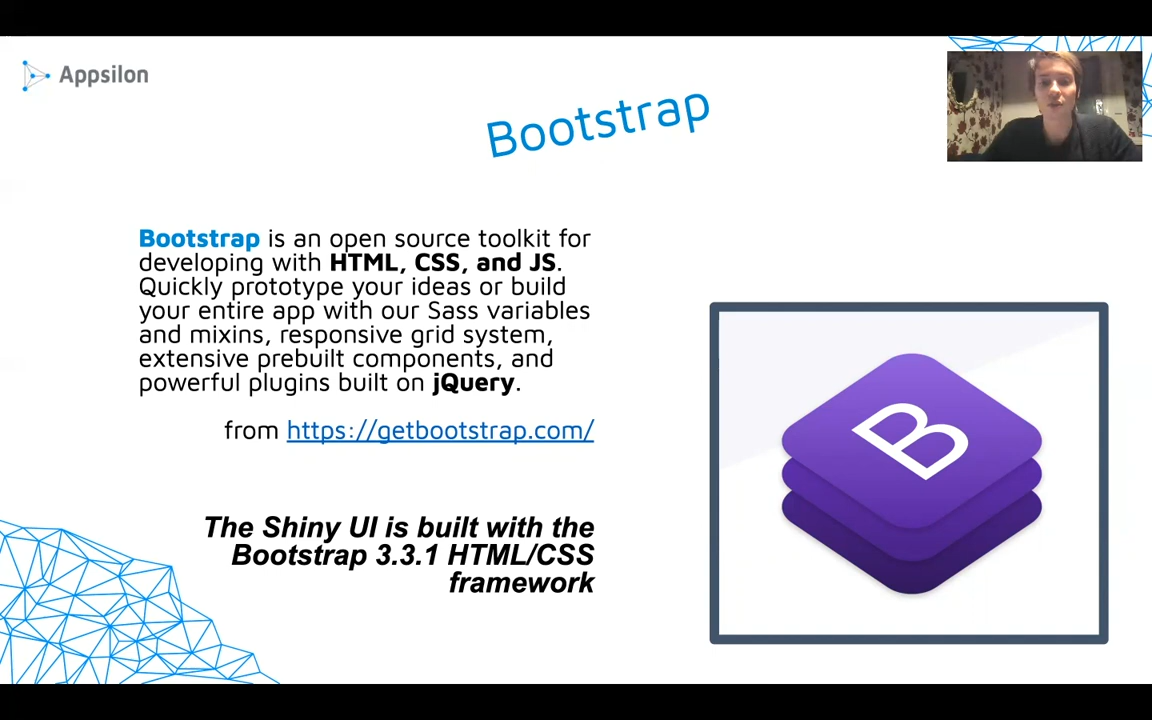 Appsilon
Bootstrap
Bootstrap is an open source toolkit for
developing with HTML, CSS, and JS.
Quickly prototype your ideas or build
your entire app with our Sass variables
and mixins, responsive grid system,
extensive prebuilt components, and
powerful plugins built on jQuery.
from https://getbootstrap.com/
The Shiny UI is built with the
Bootstrap 3.3.1 HTML/CSS
framework
B